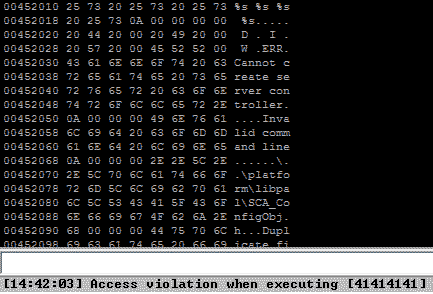 00452010 25 73 20 25 73 20 25 73 %s %s %s
00452018 20 25 73 0A 00 00 00 00 %s.....
00452020 20 44 20 00 20 49 20 00 D . I .
00452028 20 57 20 00 45 52 52 00 W .ERR.
00452030 43 61 6E 6E 6F 74 20 63 Cannot c
00452038 72 65 61 74 65 20 73 65 reate se
00452040 72 76 65 72 20 63 6F 6E rver con
00452048 74 72 6F 6C 6C 65 72 2E troller.
00452050 0A 00 00 00 49 6E 76 61 ....Inva
00452058 6C 69 64 20 63 6F 6D 6D lid comm
00452060 61 6E 64 20 6C 69 6E 65 and line
00452068 0A 00 00 00 2E 2E 5C 2E ......\.
00452070 2E 5C 70 6C 61 74 66 6F .\platfo
00452078 72 6D 5C 6C 69 62 70 61 rm\libpa
00452080 6C 5C 53 43 41 5F 43 6F l\SCA_Co
00452088 6E 66 69 67 4F 62 6A 2E nfigObj.
00452090 68 00 00 00 44 75 70 6C h...Dupl
00452098 69 63 61 74 65 20 66 69 icate fi
[14:42:03] Access violation when executing [41414141]